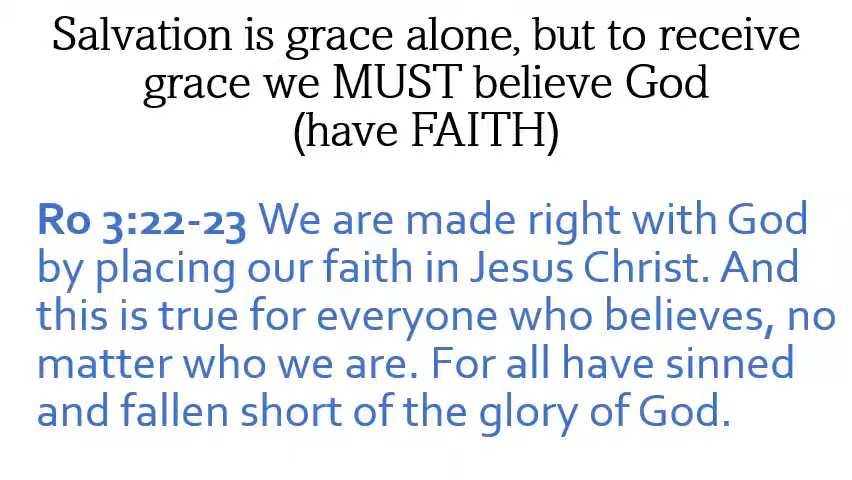 Salvation is grace alone, but to receive
grace we MUST believe God
(have FAITH)
Ro 3:22-23 We are made right with God
by placing our faith in Jesus Christ. And
this is true for everyone who believes, no
matter who we are. For all have sinned
and fallen short of the glory of God.